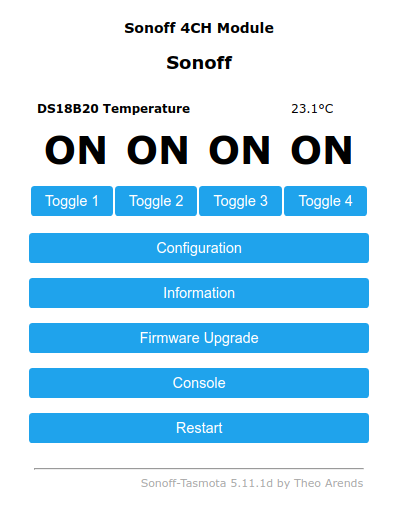 Sonoff 4CH Module
Sonoff
DS18B20 Temperature 23.1°C
ON ON ON ON
Toggle 1 Toggle 2 Toggle 3 Toggle 4
Configuration
Information
Firmware Upgrade
Console
Restart
Sonoff-Tasmota 5.11.1d by Theo Arends